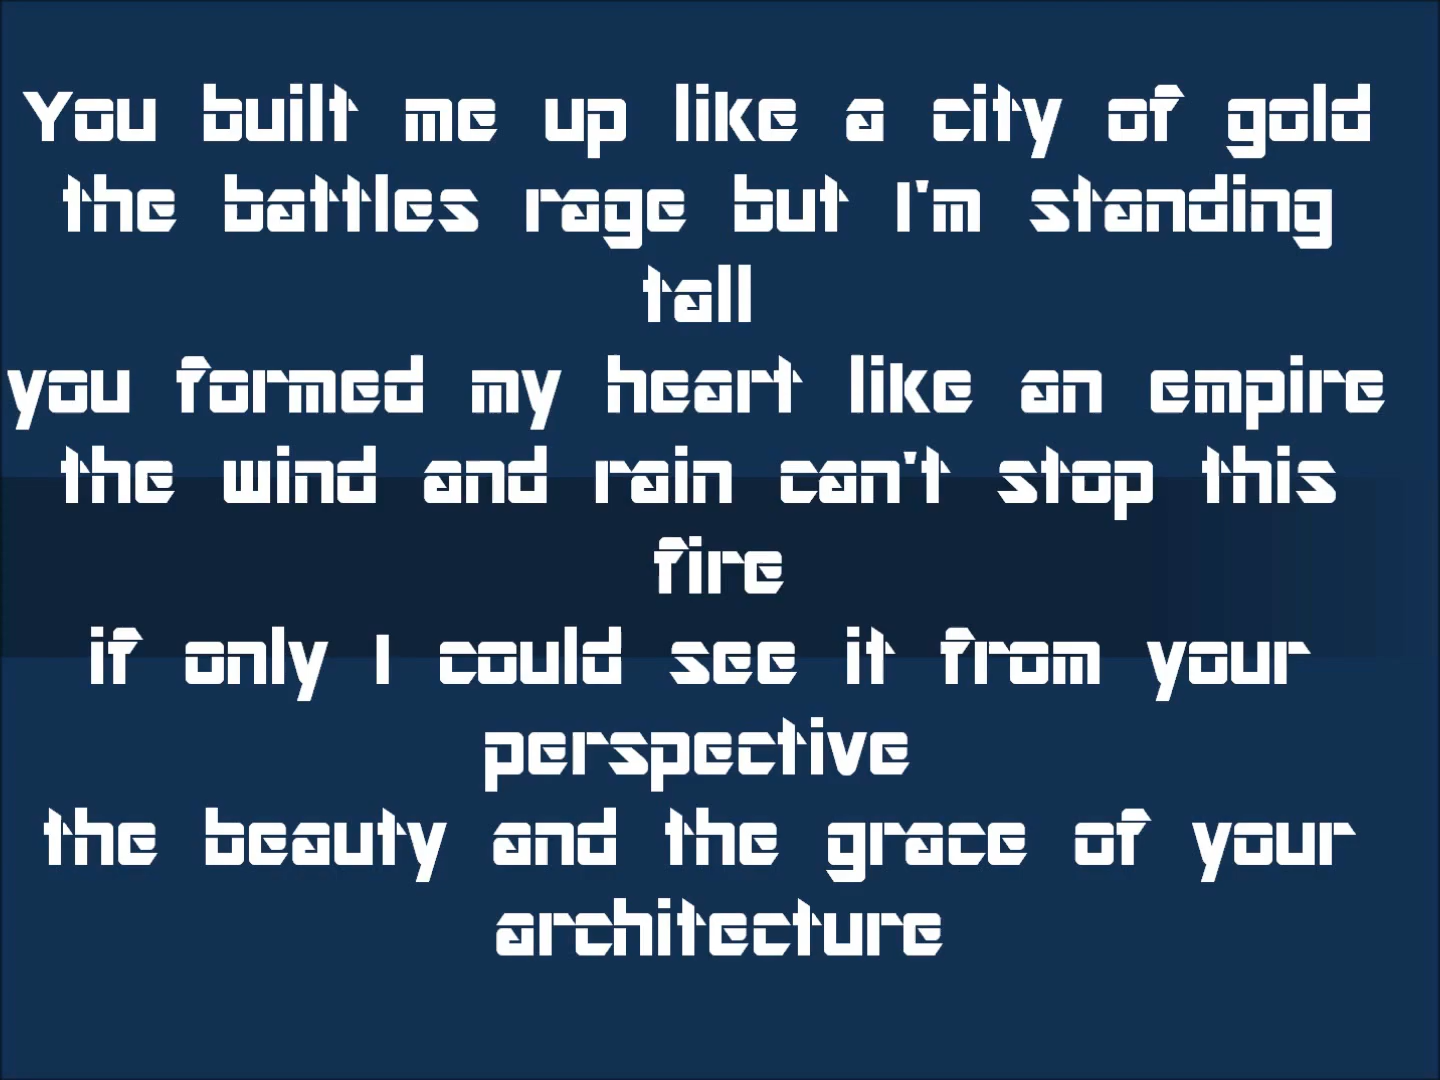 You built me up like a city of gold
the battles rage but I'm standing
tall
you formed my heart like an empire
the wind and rain can't stop this
fire
if only I could see it from your
perspective
the beauty and the grace of your
architecture